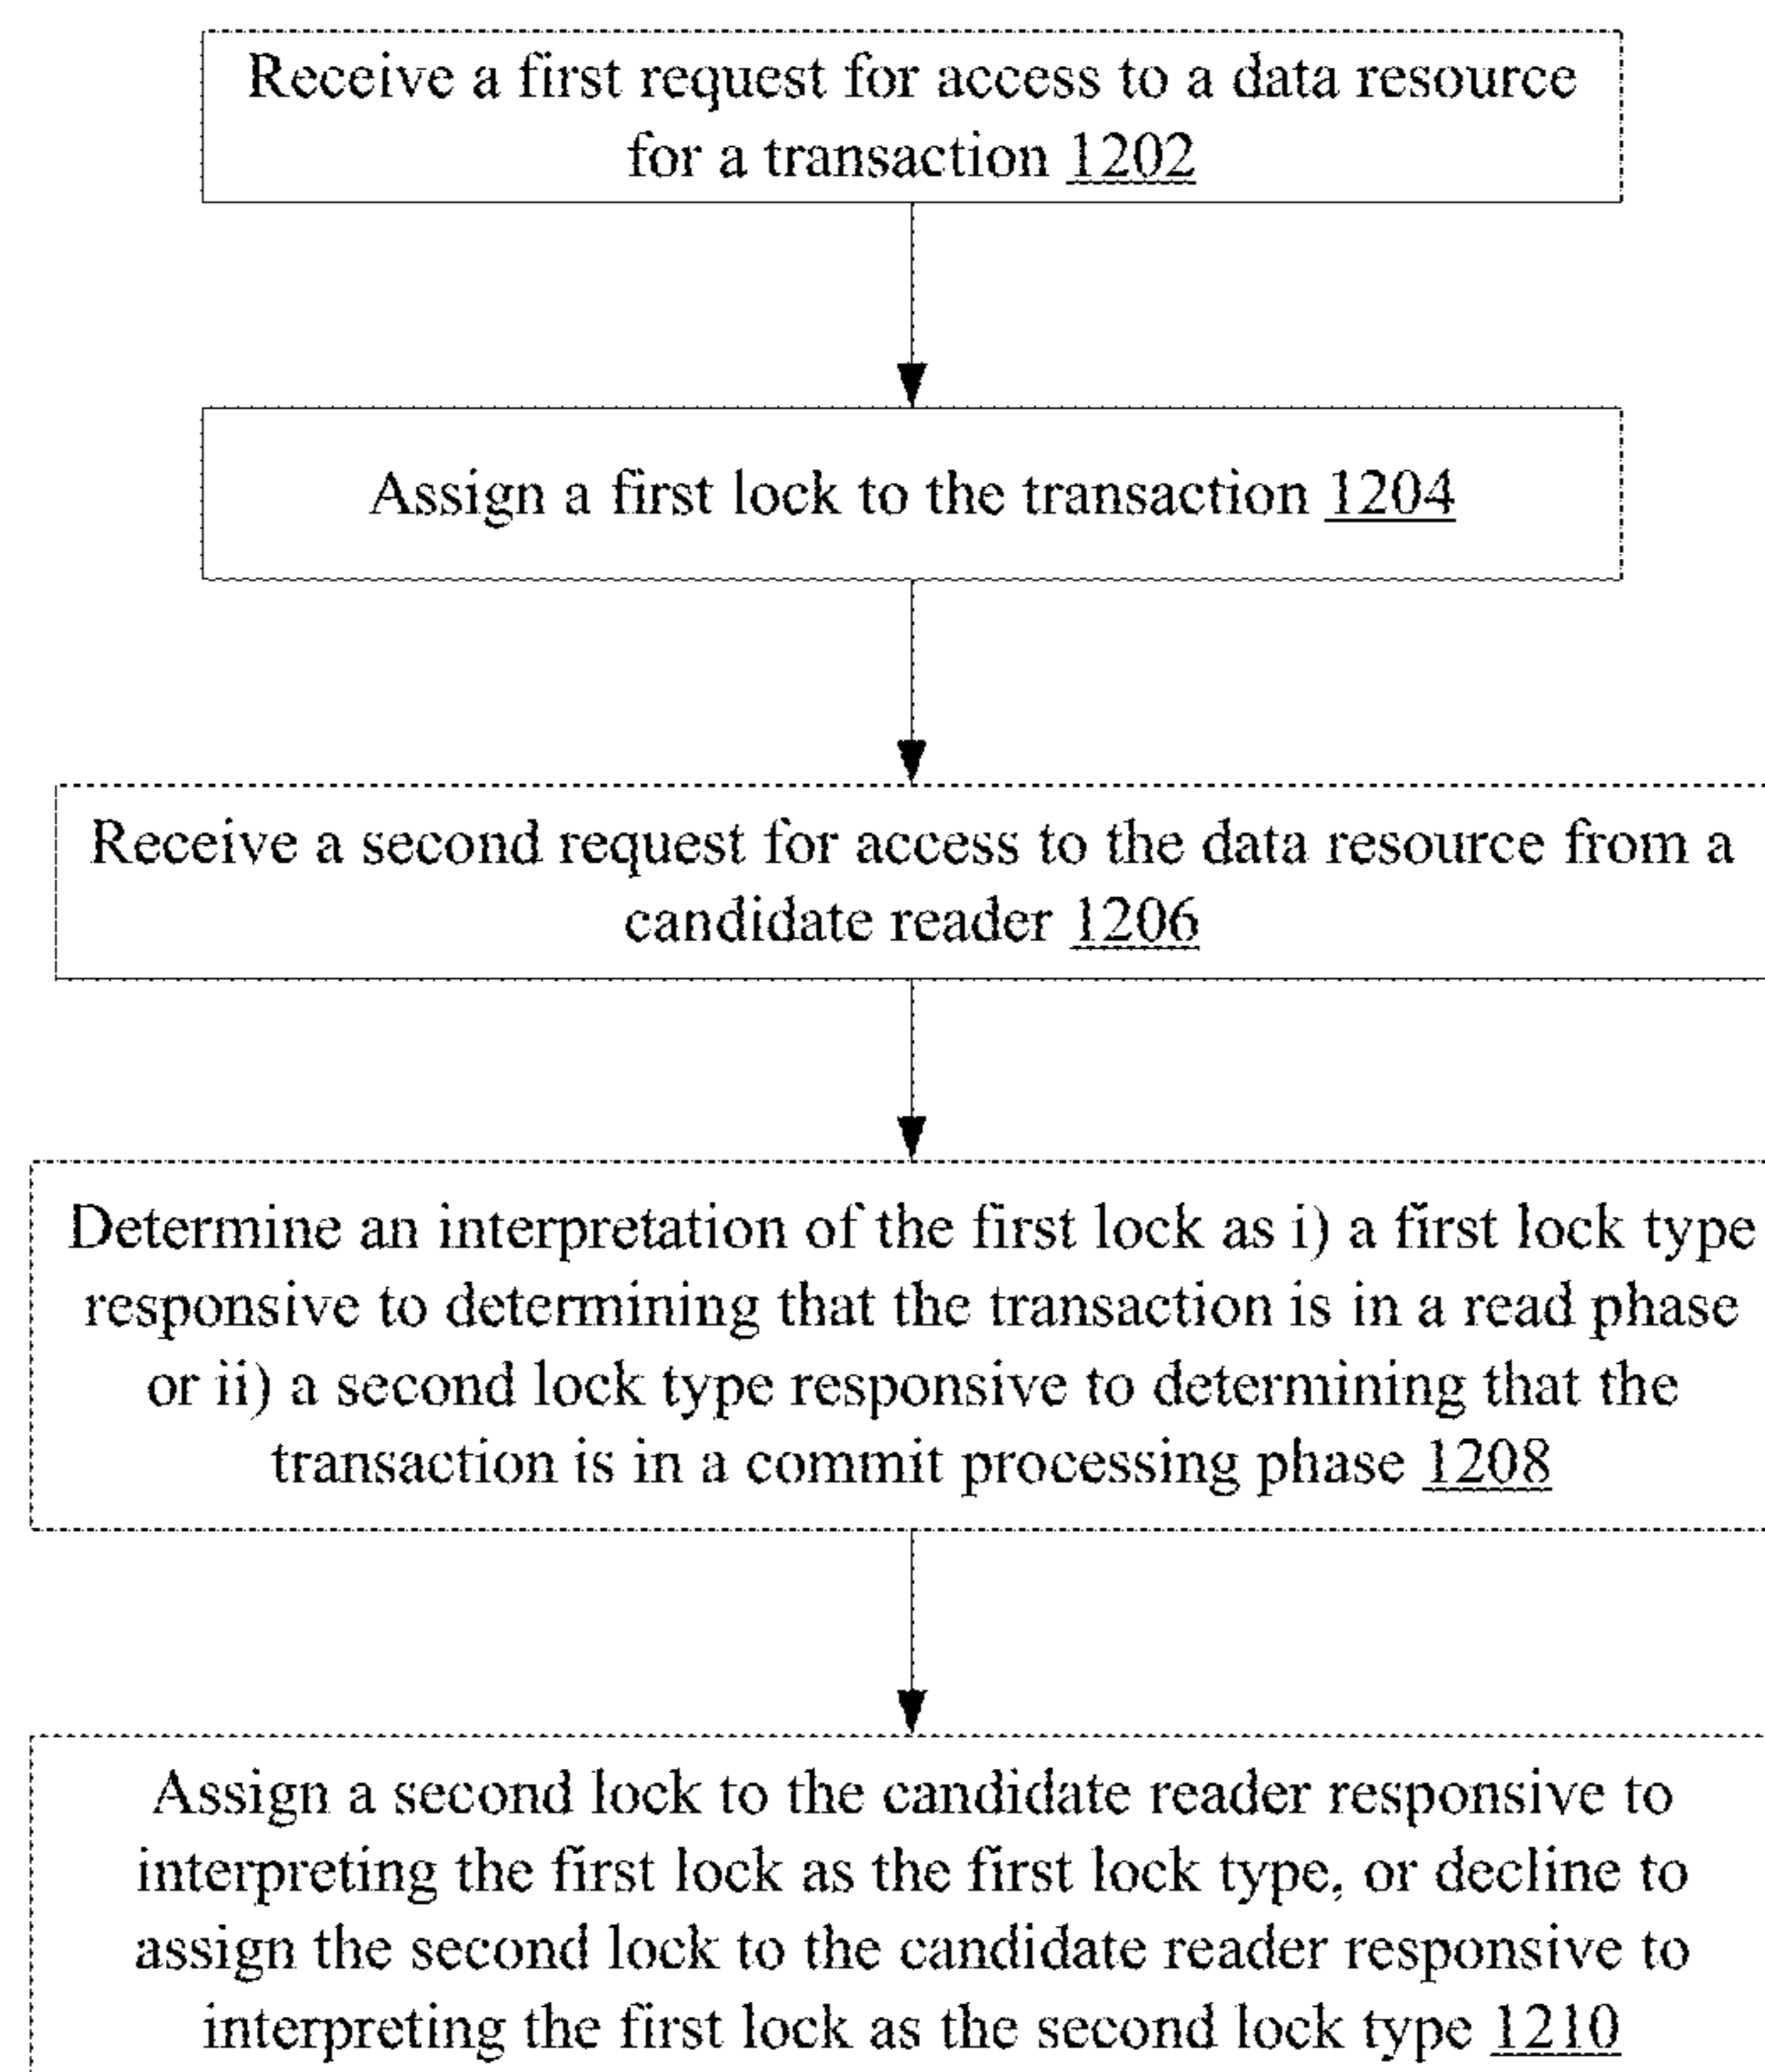 Receive a first request for access to a data resource
for a transaction 1202
Assign a first lock to the transaction 1204
Receive a second request for access to the data resource from a
candidate reader 1206
Determine an interpretation of the first lock as i) a first lock type
responsive to determining that the transaction is in a read phase
or ii) a second lock type responsive to determining that the
transaction is in a commit processing phase 1208
Assign a second lock to the candidate reader responsive to
interpreting the first lock as the first lock type, or decline to
assign the second lock to the candidate reader responsive to
interpreting the first lock as the second lock type 1210